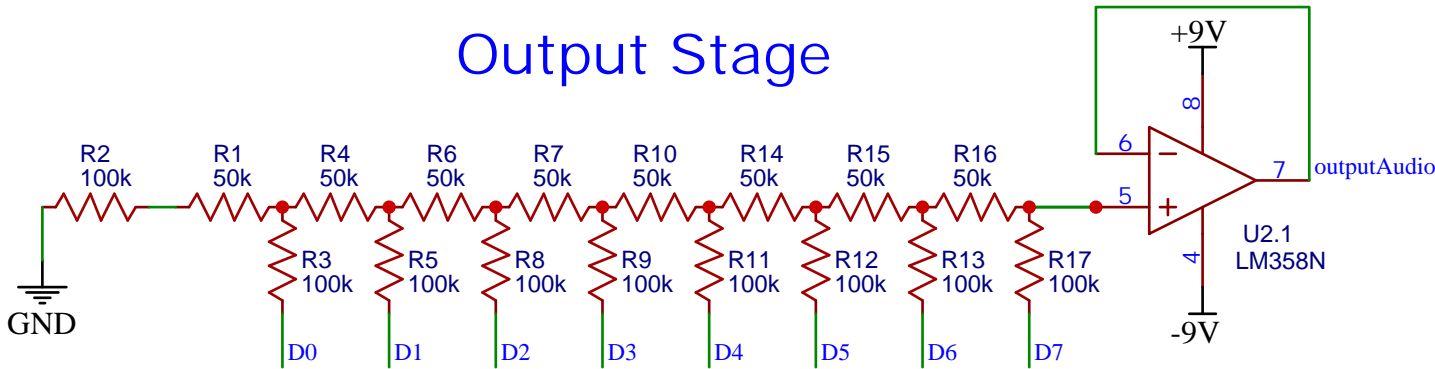 Output Stage
+9V
8
R2
100k
R1
50k
R4
50k
R6
50k
R7
50k
R10
50k
R14
50k
R15
50k
R16
50k
6
5
7
outputAudio
U2.1
LM358N
4
-9V
R3
100k
R5
100k
R8
100k
R9
100k
R11
100k
R12
100k
R13
100k
R17
100k
GND
D0
D1
D2
D3
D4
D5
D6
D7